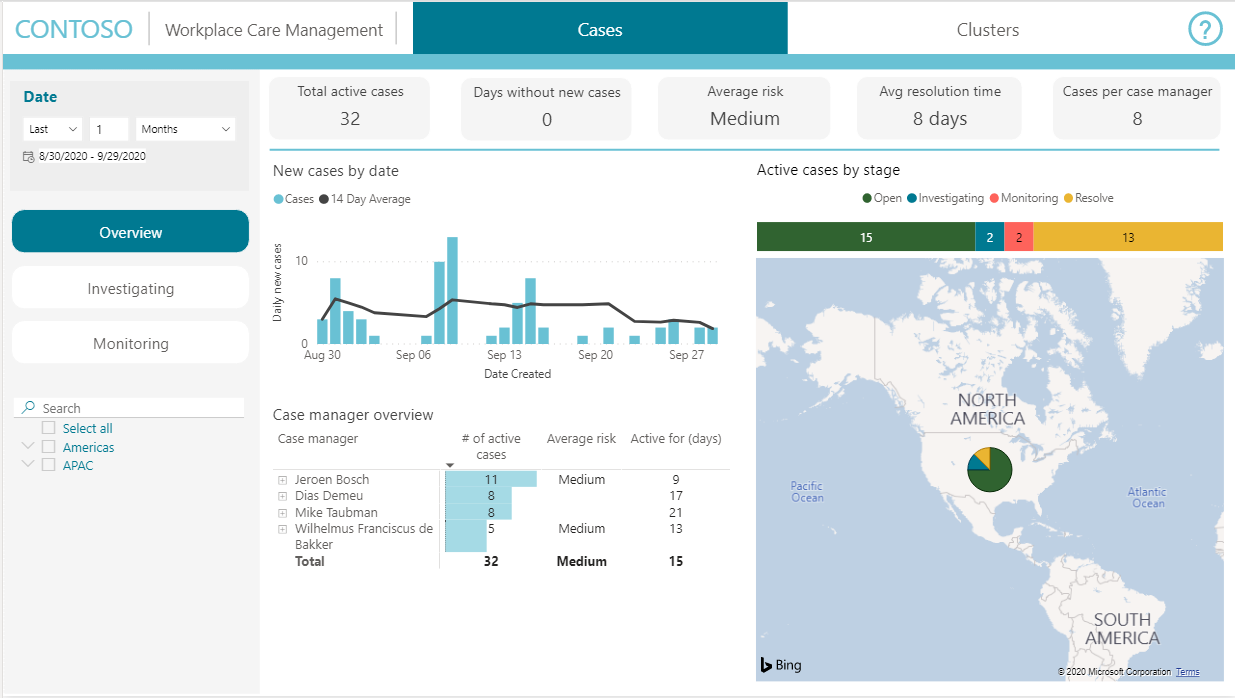 CONTOSO
Workplace Care Management
Cases
Clusters
?
Date
Last
1
Months
8/30/2020 - 9/29/2020
Overview
Investigating
Monitoring
Search
Select all
Americas
APAC
Total active cases
32
Days without new cases
0
Average risk
Medium
Avg resolution time
8 days
Cases per case manager
8
New cases by date
Cases 14 Day Average
Daily new cases
10
0
Aug 30 Sep 06 Sep 13 Sep 20 Sep 27
Date Created
Case manager overview
Case manager # of active cases Average risk Active for (days)
Jeroen Bosch 11 Medium 9
Dias Demeu 8 17
Mike Taubman 8 21
Wilhelmus Franciscus de 5 Medium 13
Bakker
Total 32 Medium 15
Active cases by stage
Open Investigating Monitoring Resolve
15 2 2 13
NORTH
AMERICA
Pacific
Ocean
Atlantic
Ocean
SOUTH
AMERICA
Bing
© 2020 Microsoft Corporation Terms